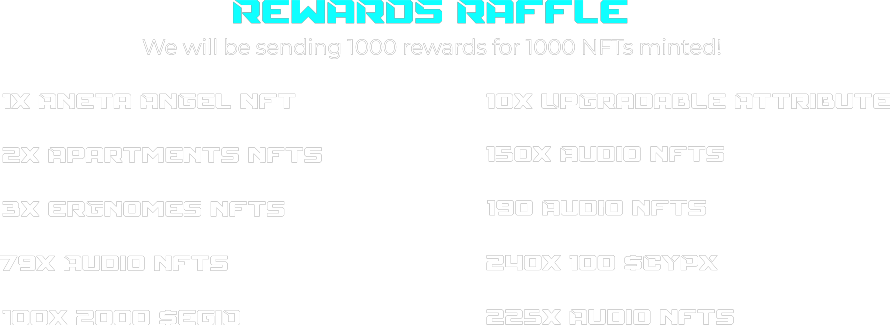 REWARDS RAFFLE
We will be sending 1000 rewards for 1000 NFTs minted!
1X ANETA ANGEL NFT
2X APARTMENTS NFTS
3X ERGNOMES NFTS
79X AUDIO NFTS
100X 2000 $EGIO
10X UPGRADABLE ATTRIBUTE
150X AUDIO NFTS
190 AUDIO NFTS
240X 100 $CYPX
225X AUDIO NFTS